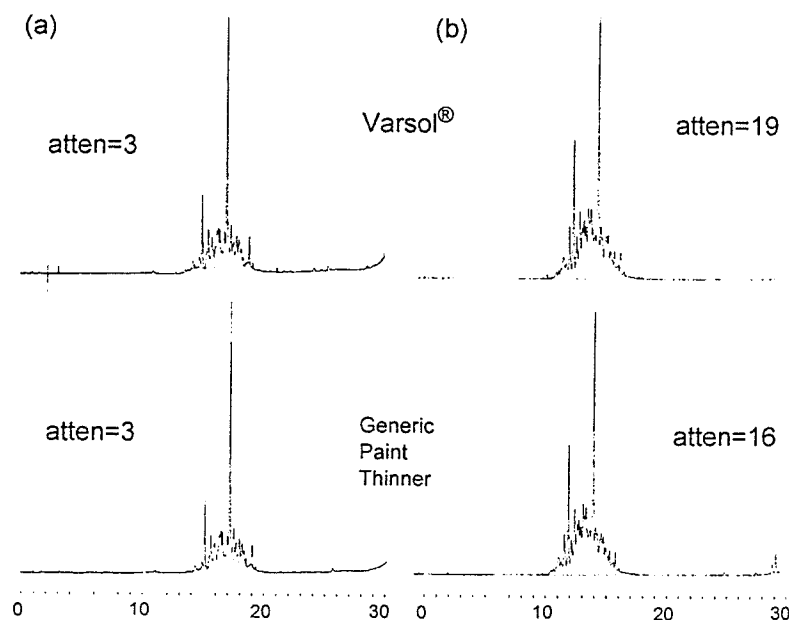 (a)
(b)
atten=3
Varsol®
atten=19
atten=3
Generic
Paint
Thinner
atten=16
0 10 20 30
0 10 20 30